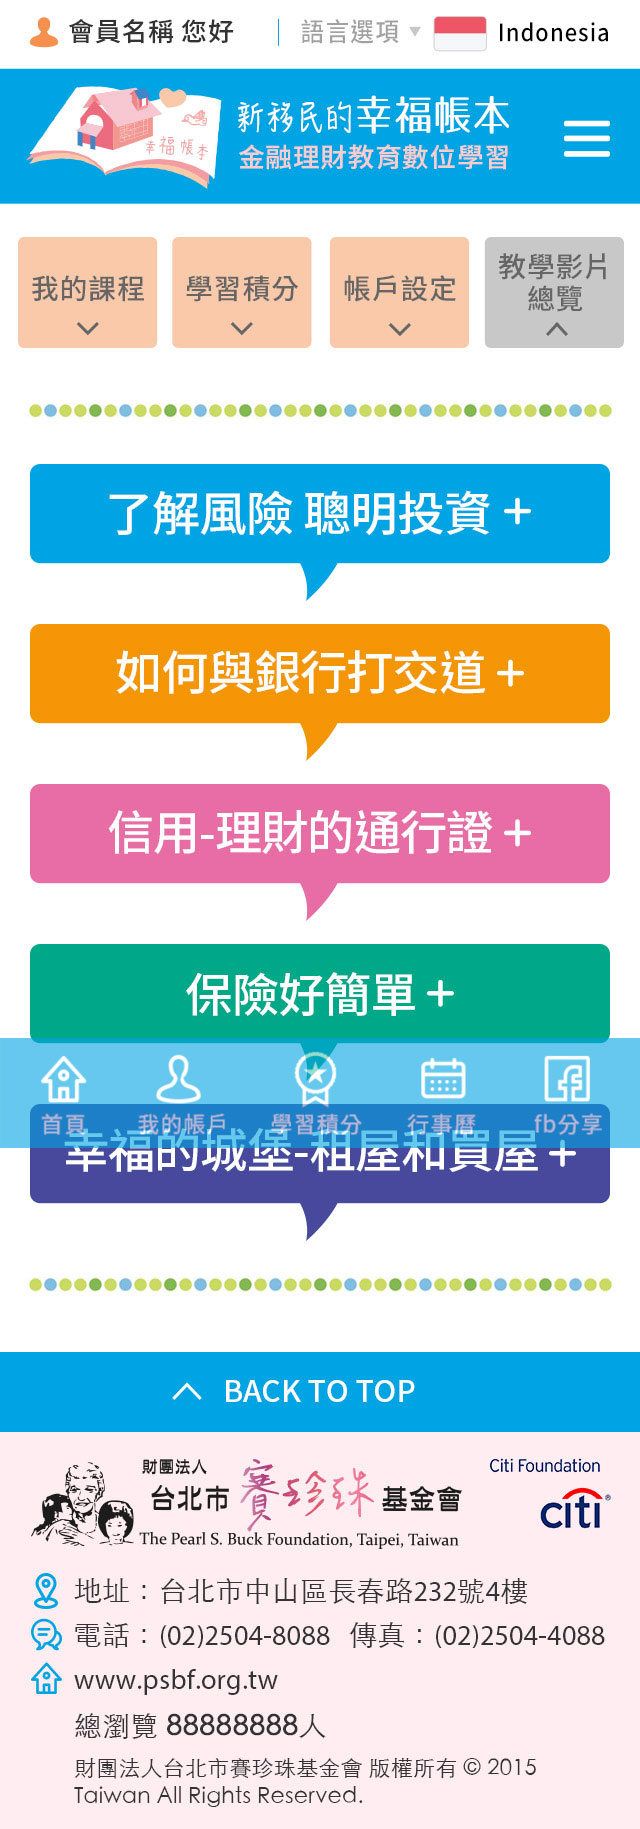 會員名稱 您好
語言選項 ▼
Indonesia
幸福帳本
新移民的幸福帳本
金融理財教育數位學習
我的課程
學習積分
帳戶設定
教學影片
總覽
了解風險 聰明投資 +
如何與銀行打交道 +
信用-理財的通行證 +
保險好簡單 +
首頁
我的帳戶
學習積分
行事曆
fb分享
幸福的城堡-租屋和買屋 +
BACK TO TOP
財團法人
台北市賽珍珠基金會
The Pearl S. Buck Foundation, Taipei, Taiwan
Citi Foundation
citi®
地址：台北市中山區長春路232號4樓
電話：(02)2504-8088 傳真：(02)2504-4088
www.psbf.org.tw
總瀏覽 88888888人
財團法人台北市賽珍珠基金會 版權所有 © 2015
Taiwan All Rights Reserved.